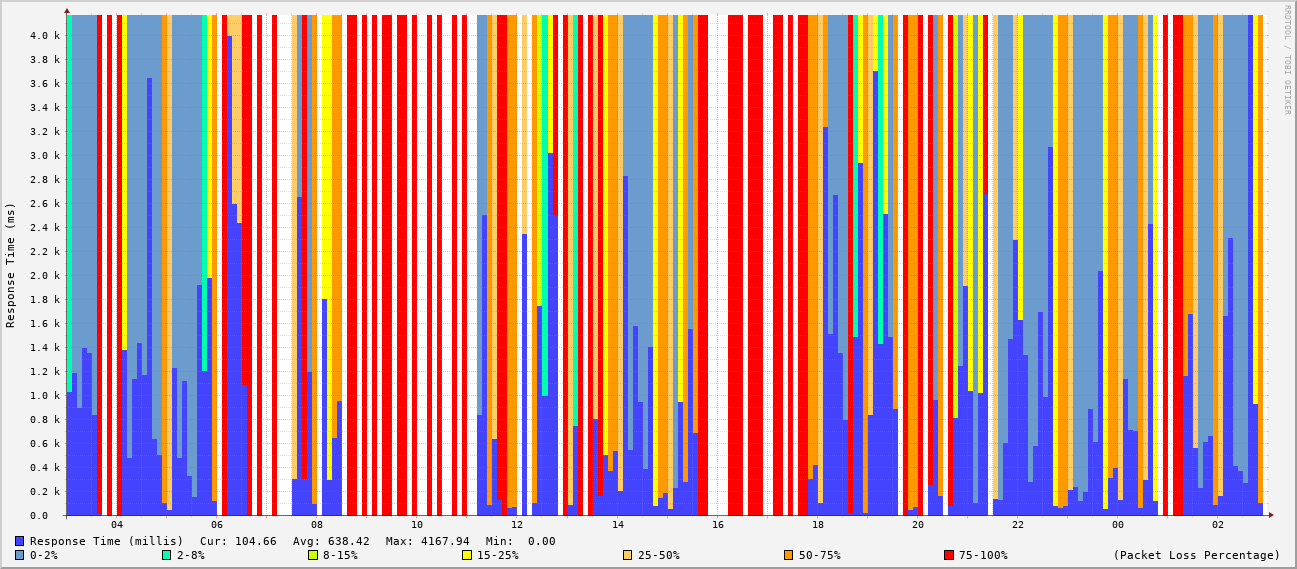 RRDTOOL / TOBI OETIKER
Response Time (ms)
4.0 k
3.8 k
3.6 k
3.4 k
3.2 k
3.0 k
2.8 k
2.6 k
2.4 k
2.2 k
2.0 k
1.8 k
1.6 k
1.4 k
1.2 k
1.0 k
0.8 k
0.6 k
0.4 k
0.2 k
0.0
04 06 08 10 12 14 16 18 20 22 00 02
Response Time (millis) Cur: 104.66 Avg: 638.42 Max: 4167.94 Min: 0.00
0-2% 2-8% 8-15% 15-25% 25-50% 50-75% 75-100% (Packet Loss Percentage)